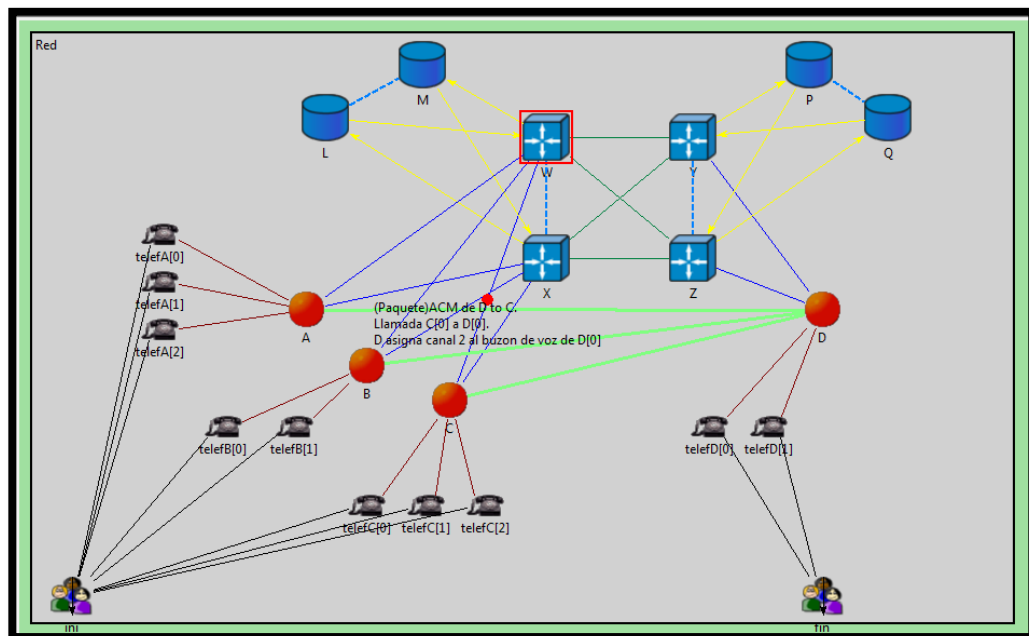 Red
M
P
L
Q
W
Y
telefA[0]
telefA[1]
X
Z
(Paquete)ACM de D to C.
Llamada C[0] a D[0].
D asigna canal 2 al buzon de voz de D[0]
telefA[2]
A
D
B
C
telefB[0]
telefB[1]
telefD[0]
telefD[1]
telefC[0]
telefC[1]
telefC[2]
ini
fin